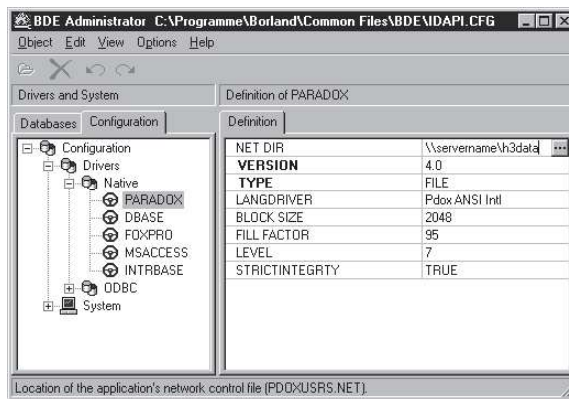 BDE Administrator C:\Programme\Borland\Common Files\BDE\IDAPI.CFG
Object Edit View Options Help
Drivers and System
Definition of PARADOX
Databases Configuration
Definition
Configuration
Drivers
Native
PARADOX
DBASE
FOXPRO
MSACCESS
INTRBASE
ODBC
System
NET DIR \\servername\h3data ...
VERSION 4.0
TYPE FILE
LANGDRIVER Pdox ANSI Intl
BLOCK SIZE 2048
FILL FACTOR 95
LEVEL 7
STRICTINTEGRTY TRUE
Location of the application's network control file (PDOXUSRS.NET).